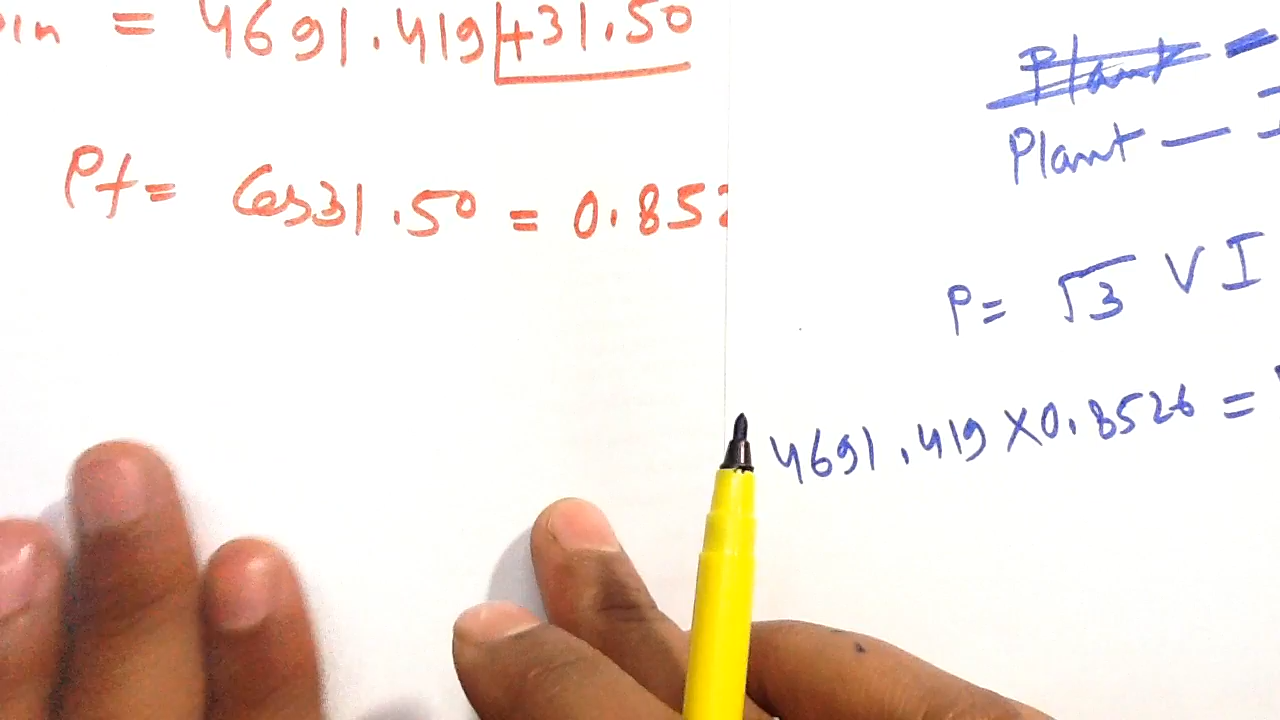 in = 4691.419 +31.50
Pf = Cos31.50 = 0.852
Plant =
Plant —
P = √3 V I
4691.419 × 0.8526 =